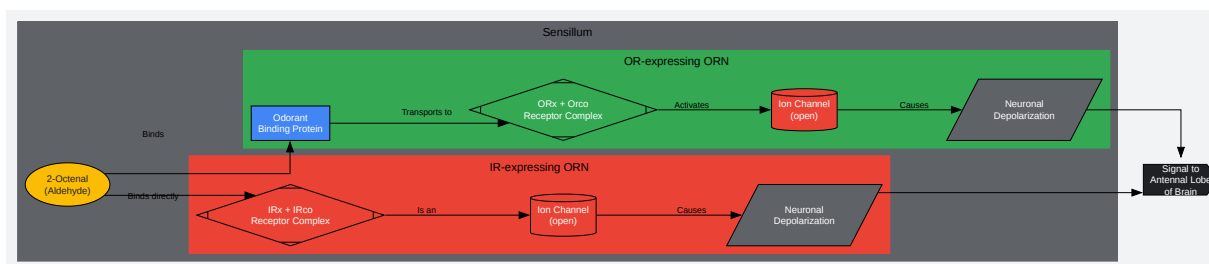 Sensillum
OR-expressing ORN
Odorant
Binding Protein
Transports to
ORx + Orco
Receptor Complex
Activates
Ion Channel
(open)
Causes
Neuronal
Depolarization
Binds
2-Octenal
(Aldehyde)
Binds directly
IR-expressing ORN
IRx + IRco
Receptor Complex
Is an
Ion Channel
(open)
Causes
Neuronal
Depolarization
Signal to
Antennal Lobe
of Brain